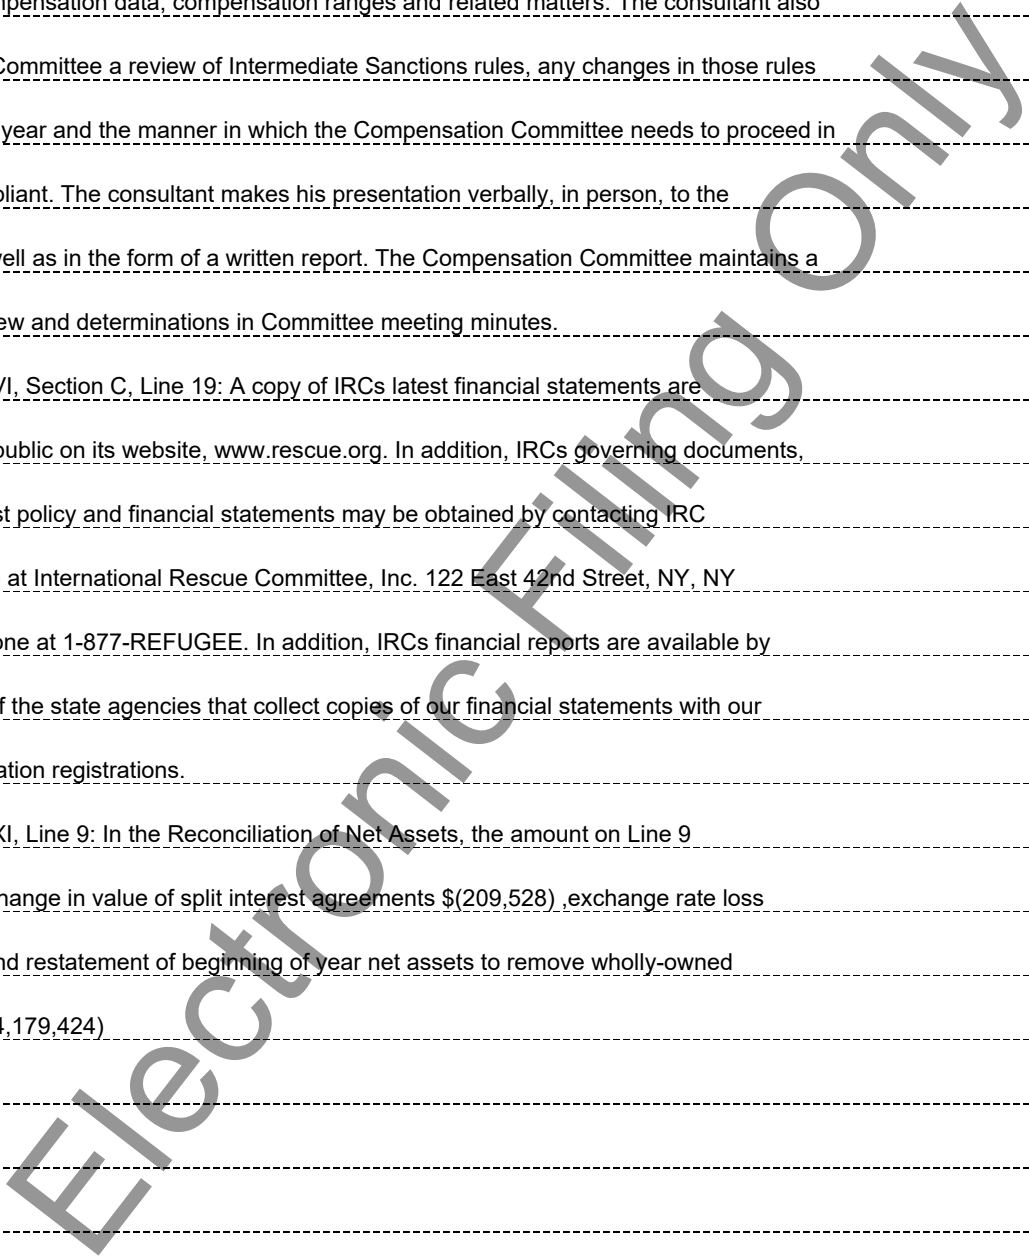 compensation data, compensation ranges and related matters. The consultant also
Committee a review of Intermediate Sanctions rules, any changes in those rules
year and the manner in which the Compensation Committee needs to proceed in
pliant. The consultant makes his presentation verbally, in person, to the
well as in the form of a written report. The Compensation Committee maintains a
ew and determinations in Committee meeting minutes.
VI, Section C, Line 19: A copy of IRCs latest financial statements are
public on its website, www.rescue.org. In addition, IRCs governing documents,
st policy and financial statements may be obtained by contacting IRC
at International Rescue Committee, Inc. 122 East 42nd Street, NY, NY
one at 1-877-REFUGEE. In addition, IRCs financial reports are available by
f the state agencies that collect copies of our financial statements with our
ation registrations.
XI, Line 9: In the Reconciliation of Net Assets, the amount on Line 9
hange in value of split interest agreements $(209,528) ,exchange rate loss
nd restatement of beginning of year net assets to remove wholly-owned
4,179,424)
Electronic Filing Only